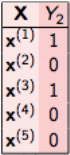 X Y₂
x⁽¹⁾ 1
x⁽²⁾ 0
x⁽³⁾ 1
x⁽⁴⁾ 0
x⁽⁵⁾ 0